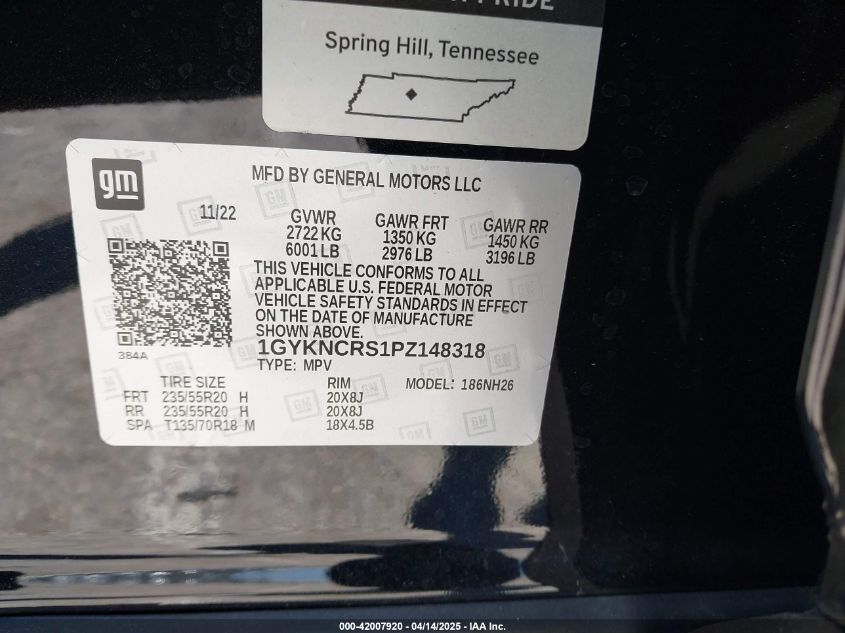 PRIDE
Spring Hill, Tennessee
gm
MFD BY GENERAL MOTORS LLC
11/22
GVWR GAWR FRT GAWR RR
2722 KG 1350 KG 1450 KG
6001 LB 2976 LB 3196 LB
THIS VEHICLE CONFORMS TO ALL
APPLICABLE U.S. FEDERAL MOTOR
VEHICLE SAFETY STANDARDS IN EFFECT
ON THE DATE OF MANUFACTURE
SHOWN ABOVE.
384A
1GYKNCRS1PZ148318
TYPE: MPV
TIRE SIZE RIM MODEL: 186NH26
FRT 235/55R20 H 20X8J
RR 235/55R20 H 20X8J
SPA T135/70R18 M 18X4.5B
000-42007920 - 04/14/2025 - IAA Inc.